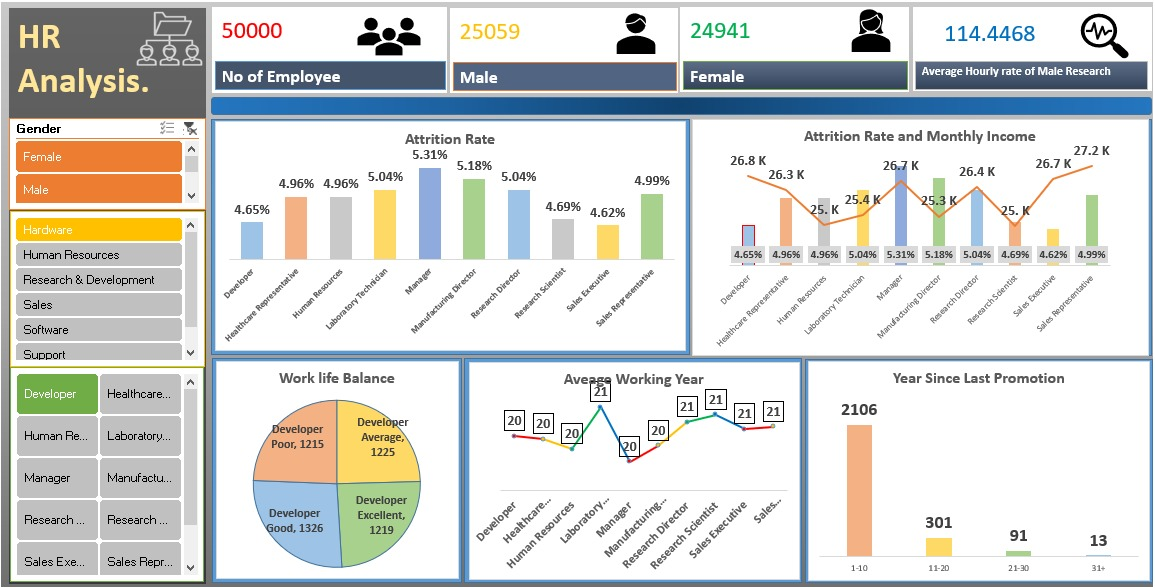 HR
Analysis.
50000
No of Employee
25059
Male
24941
Female
114.4468
Average Hourly rate of Male Research
Gender
Female
Male
Hardware
Human Resources
Research & Development
Sales
Software
Support
Developer
Healthcare...
Human Re...
Laboratory...
Manager
Manufactu...
Research ...
Research ...
Sales Exe...
Sales Repr...
Attrition Rate
4.65%
4.96%
4.96%
5.04%
5.31%
5.18%
5.04%
4.69%
4.62%
4.99%
Developer
Healthcare Representative
Human Resources
Laboratory Technician
Manager
Manufacturing Director
Research Director
Research Scientist
Sales Executive
Sales Representative
Attrition Rate and Monthly Income
26.8 K
26.3 K
25. K
25.4 K
26.7 K
25.3 K
26.4 K
25. K
26.7 K
27.2 K
4.65%
4.96%
4.96%
5.04%
5.31%
5.18%
5.04%
4.69%
4.62%
4.99%
Developer
Healthcare Representative
Human Resources
Laboratory Technician
Manager
Manufacturing Director
Research Director
Research Scientist
Sales Executive
Sales Representative
Work life Balance
Developer
Poor, 1215
Developer
Average,
1225
Developer
Good, 1326
Developer
Excellent,
1219
Aveage Working Year
20
20
20
21
20
20
21
21
21
21
Developer
Healthcare...
Human Resources
Laboratory...
Manager
Manufacturing...
Research Director
Research Scientist
Sales Executive
Sales...
Year Since Last Promotion
2106
301
91
13
1-10
11-20
21-30
31+